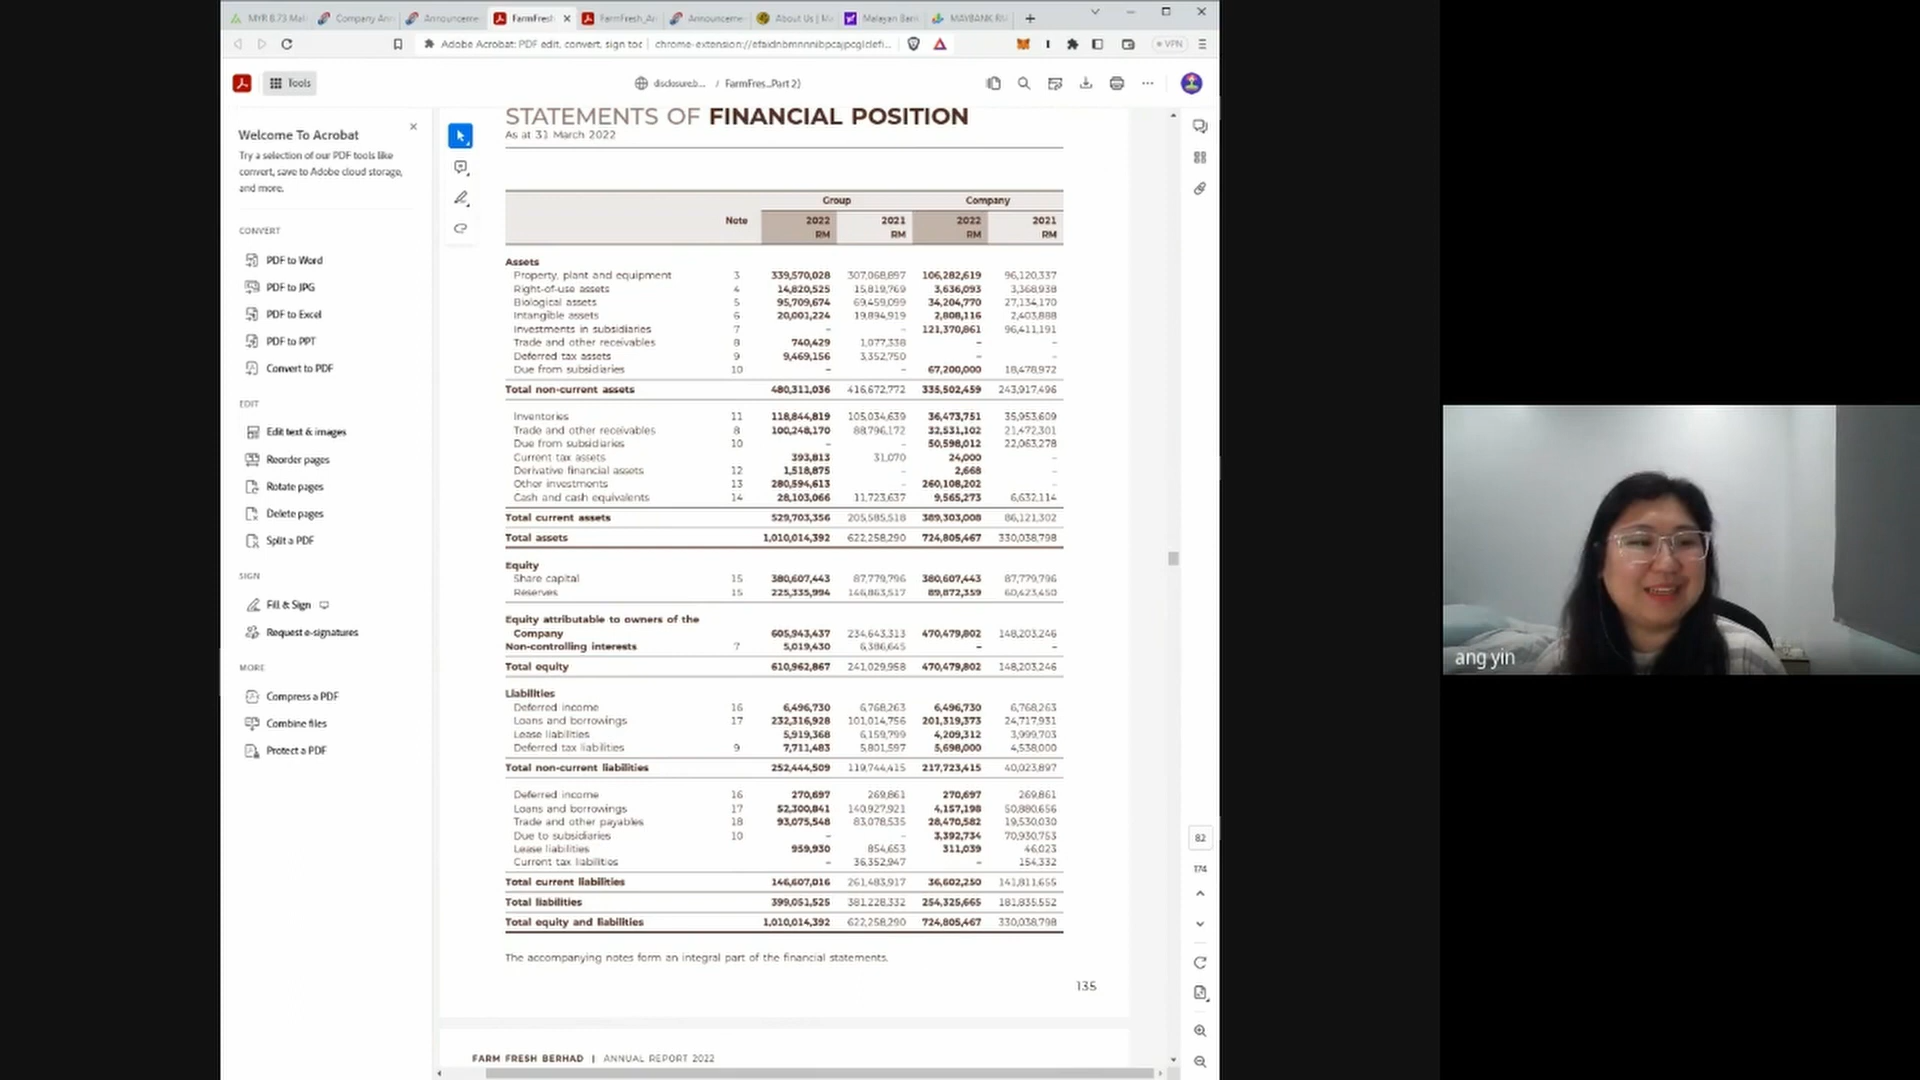 MYR 8.73 Mai
Company Ann
Announceme
FarmFresh
FarmFresh_An
Announceme
About Us | M
Malayan Bank
MAYBANK RM
Adobe Acrobat: PDF edit, convert, sign toc
VPN
Tools
disclosure.b... / FarmFres...Part 2)
Welcome To Acrobat
Try a selection of our PDF tools like
convert, save to Adobe cloud storage,
and more.
CONVERT
PDF to Word
PDF to JPG
PDF to Excel
PDF to PPT
Convert to PDF
EDIT
Edit text & images
Reorder pages
Rotate pages
Delete pages
Split a PDF
SIGN
Fill & Sign
Request e-signatures
MORE
Compress a PDF
Combine files
Protect a PDF
STATEMENTS OF FINANCIAL POSITION
As at 31 March 2022
Group Company
Note 2022 2021 2022 2021
RM RM RM RM
Assets
Property, plant and equipment 3 339,570,028 307,068,897 106,282,619 96,120,337
Right-of-use assets 4 14,820,525 15,819,769 3,636,093 3,368,938
Biological assets 5 95,709,674 69,459,099 34,204,770 27,134,170
Intangible assets 6 20,001,224 19,894,919 2,808,116 2,403,888
Investments in subsidiaries 7 – – 121,370,861 96,411,191
Trade and other receivables 8 740,429 1,077,338 – –
Deferred tax assets 9 9,469,156 3,352,750 – –
Due from subsidiaries 10 – – 67,200,000 18,478,972
Total non-current assets 480,311,036 416,672,772 335,502,459 243,917,496
Inventories 11 118,844,819 105,034,639 36,473,751 35,953,609
Trade and other receivables 8 100,248,170 88,796,172 32,531,102 21,472,301
Due from subsidiaries 10 – – 50,598,012 22,063,278
Current tax assets 393,813 31,070 24,000 –
Derivative financial assets 12 1,518,875 – 2,668 –
Other investments 13 280,594,613 – 260,108,202 –
Cash and cash equivalents 14 28,103,066 11,723,637 9,565,273 6,632,114
Total current assets 529,703,356 205,585,518 389,303,008 86,121,302
Total assets 1,010,014,392 622,258,290 724,805,467 330,038,798
Equity
Share capital 15 380,607,443 87,779,796 380,607,443 87,779,796
Reserves 15 225,335,994 146,863,517 89,872,359 60,423,450
Equity attributable to owners of the
Company 605,943,437 234,643,313 470,479,802 148,203,246
Non-controlling interests 7 5,019,430 6,386,645 – –
Total equity 610,962,867 241,029,958 470,479,802 148,203,246
Liabilities
Deferred income 16 6,496,730 6,768,263 6,496,730 6,768,263
Loans and borrowings 17 232,316,928 101,014,756 201,319,373 24,717,931
Lease liabilities 5,919,368 6,159,799 4,209,312 3,999,703
Deferred tax liabilities 9 7,711,483 5,801,597 5,698,000 4,538,000
Total non-current liabilities 252,444,509 119,744,415 217,723,415 40,023,897
Deferred income 16 270,697 269,861 270,697 269,861
Loans and borrowings 17 52,300,841 140,927,921 4,157,198 50,880,656
Trade and other payables 18 93,075,548 83,078,535 28,470,582 19,530,030
Due to subsidiaries 10 – – 3,392,734 70,930,753
Lease liabilities 959,930 854,653 311,039 46,023
Current tax liabilities – 36,352,947 – 154,332
Total current liabilities 146,607,016 261,483,917 36,602,250 141,811,655
Total liabilities 399,051,525 381,228,332 254,325,665 181,835,552
Total equity and liabilities 1,010,014,392 622,258,290 724,805,467 330,038,798
The accompanying notes form an integral part of the financial statements.
135
FARM FRESH BERHAD | ANNUAL REPORT 2022
82
174
ang yin